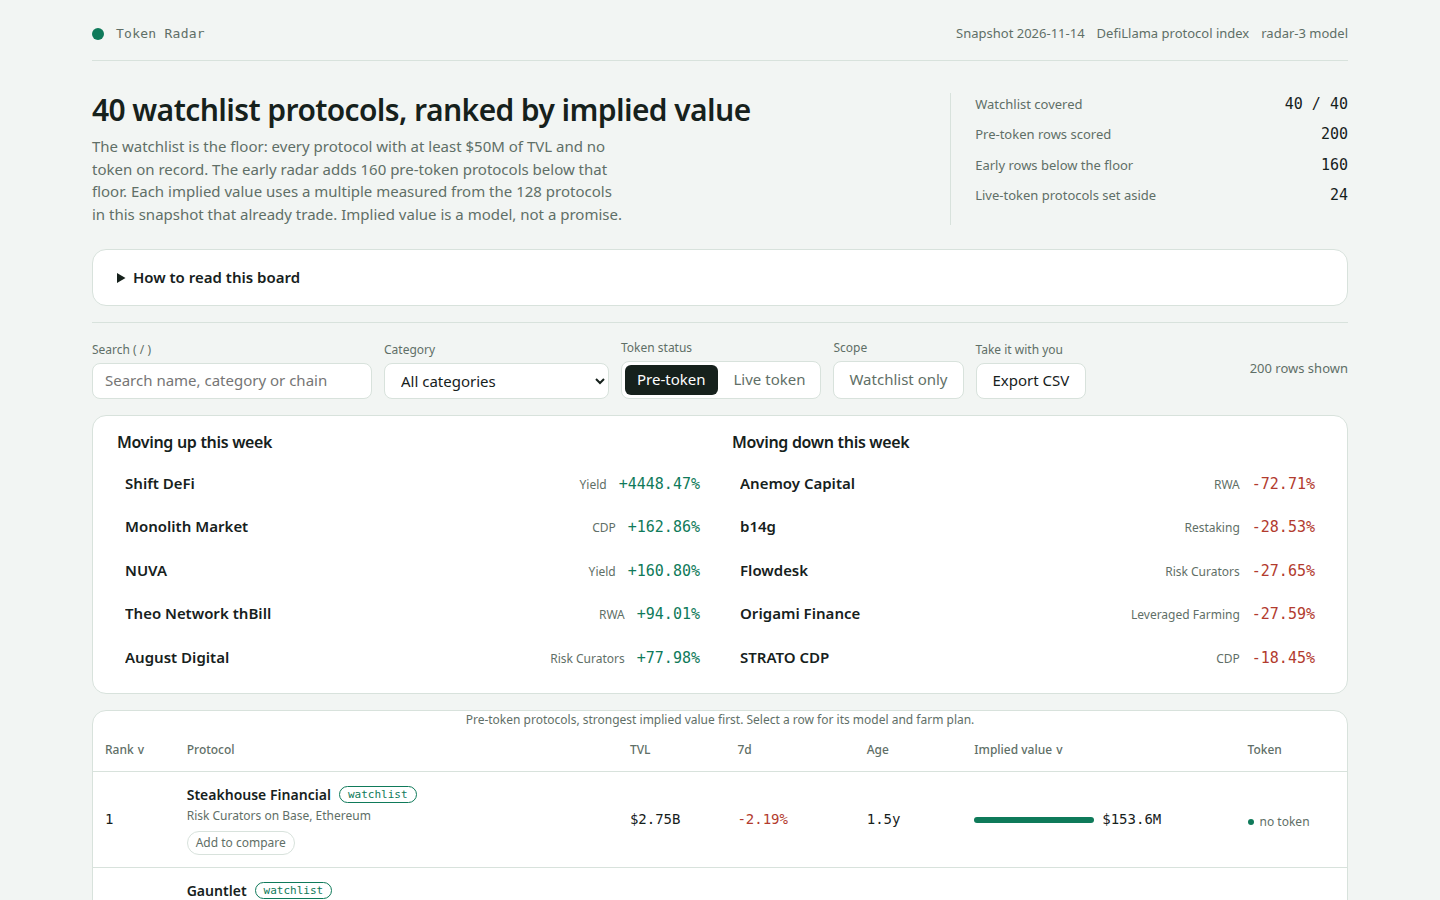 Token Radar
Snapshot 2026-11-14 DefiLlama protocol index radar-3 model
40 watchlist protocols, ranked by implied value
The watchlist is the floor: every protocol with at least $50M of TVL and no
token on record. The early radar adds 160 pre-token protocols below that
floor. Each implied value uses a multiple measured from the 128 protocols
in this snapshot that already trade. Implied value is a model, not a promise.
Watchlist covered 40 / 40
Pre-token rows scored 200
Early rows below the floor 160
Live-token protocols set aside 24
How to read this board
Search ( / ) Category Token status Scope Take it with you
Search name, category or chain All categories Pre-token Live token Watchlist only Export CSV
200 rows shown
Moving up this week
Shift DeFi Yield +4448.47%
Monolith Market CDP +162.86%
NUVA Yield +160.80%
Theo Network thBill RWA +94.01%
August Digital Risk Curators +77.98%
Moving down this week
Anemoy Capital RWA -72.71%
b14g Restaking -28.53%
Flowdesk Risk Curators -27.65%
Origami Finance Leveraged Farming -27.59%
STRATO CDP CDP -18.45%
Pre-token protocols, strongest implied value first. Select a row for its model and farm plan.
Rank v Protocol TVL 7d Age Implied value v Token
Steakhouse Financial watchlist
Risk Curators on Base, Ethereum
1 $2.75B -2.19% 1.5y $153.6M no token
Add to compare
Gauntlet watchlist